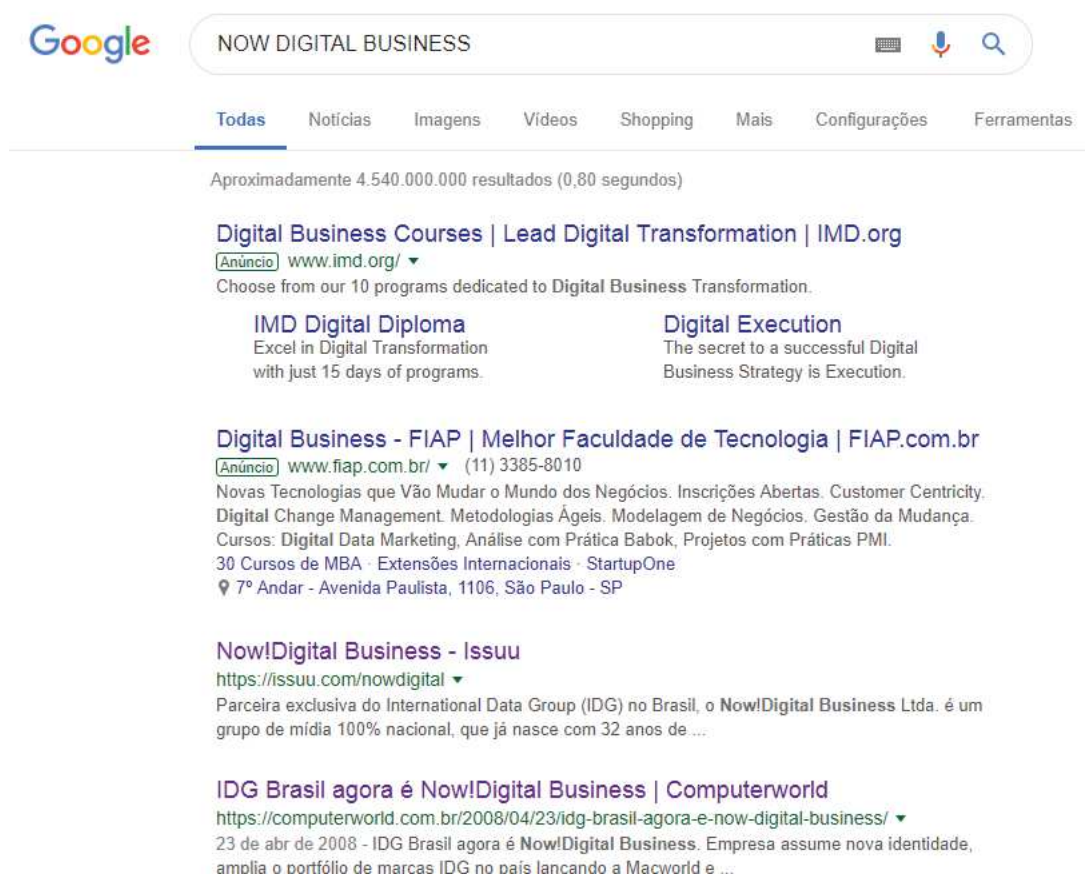 Google
NOW DIGITAL BUSINESS
Todas Notícias Imagens Vídeos Shopping Mais Configurações Ferramentas
Aproximadamente 4.540.000.000 resultados (0,80 segundos)
Digital Business Courses | Lead Digital Transformation | IMD.org
Anúncio www.imd.org/
Choose from our 10 programs dedicated to Digital Business Transformation.
IMD Digital Diploma
Excel in Digital Transformation
with just 15 days of programs.
Digital Execution
The secret to a successful Digital
Business Strategy is Execution.
Digital Business - FIAP | Melhor Faculdade de Tecnologia | FIAP.com.br
Anúncio www.fiap.com.br/ (11) 3385-8010
Novas Tecnologias que Vão Mudar o Mundo dos Negócios. Inscrições Abertas. Customer Centricity.
Digital Change Management. Metodologias Ágeis. Modelagem de Negócios. Gestão da Mudança.
Cursos: Digital Data Marketing, Análise com Prática Babok, Projetos com Práticas PMI.
30 Cursos de MBA · Extensões Internacionais · StartupOne
7º Andar - Avenida Paulista, 1106, São Paulo - SP
Now!Digital Business - Issuu
https://issuu.com/nowdigital
Parceira exclusiva do International Data Group (IDG) no Brasil, o Now!Digital Business Ltda. é um
grupo de mídia 100% nacional, que já nasce com 32 anos de ...
IDG Brasil agora é Now!Digital Business | Computerworld
https://computerworld.com.br/2008/04/23/idg-brasil-agora-e-now-digital-business/
23 de abr de 2008 - IDG Brasil agora é Now!Digital Business. Empresa assume nova identidade,
amplia o portfólio de marcas IDG no país lançando a Macworld e ...